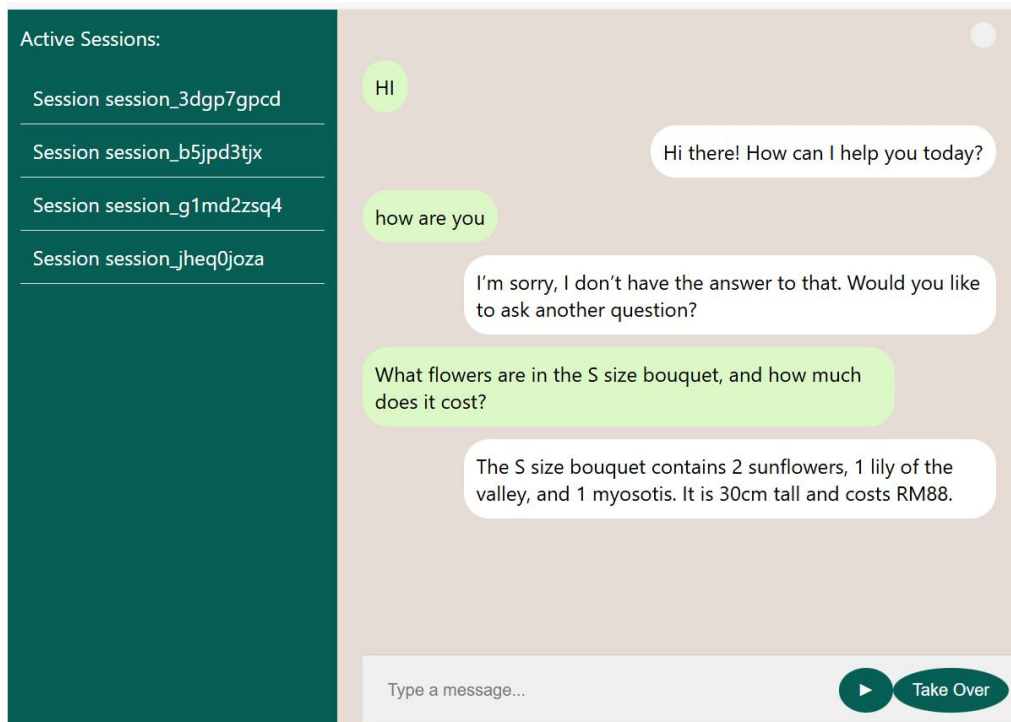 Active Sessions:
Session session_3dgp7gpcd
Session session_b5jpd3tjx
Session session_g1md2zsq4
Session session_jheq0joza
HI
Hi there! How can I help you today?
how are you
I’m sorry, I don’t have the answer to that. Would you like
to ask another question?
What flowers are in the S size bouquet, and how much
does it cost?
The S size bouquet contains 2 sunflowers, 1 lily of the
valley, and 1 myosotis. It is 30cm tall and costs RM88.
Type a message...
Take Over